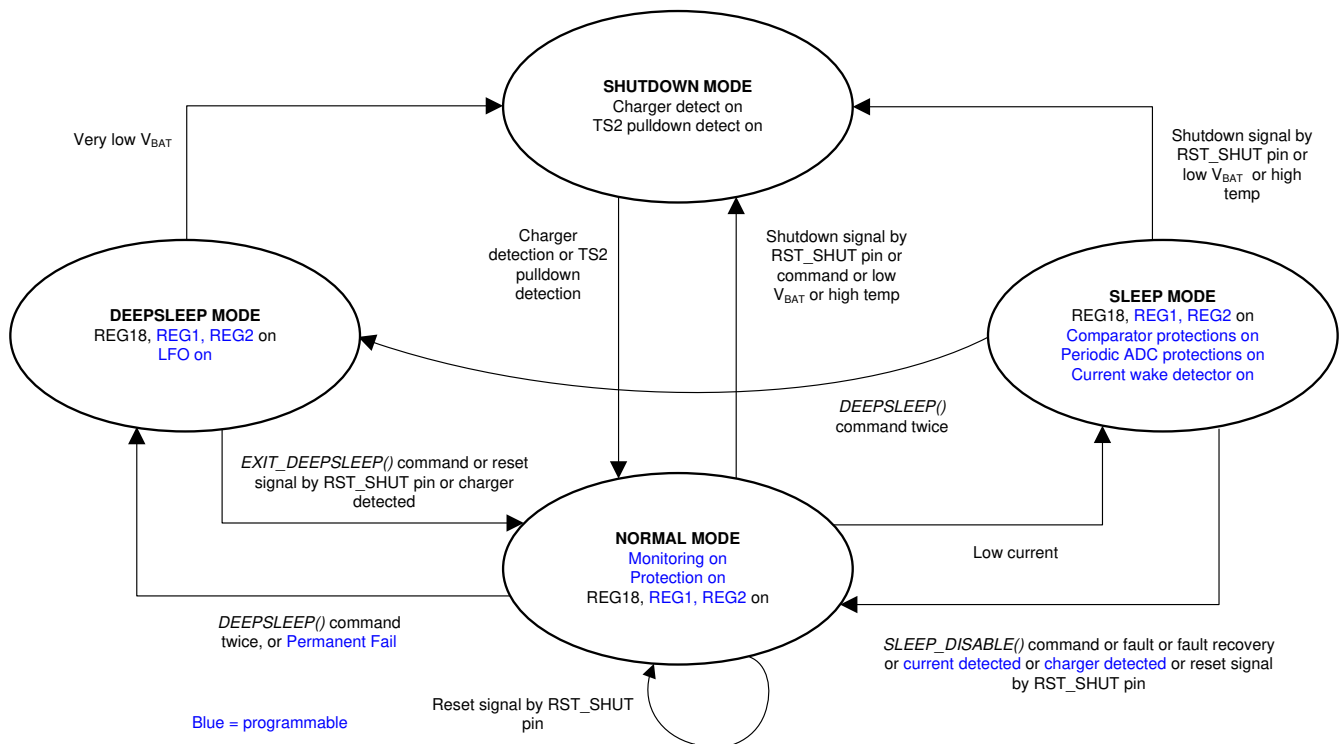 SHUTDOWN MODE
Charger detect on
TS2 pulldown detect on
Very low VBAT
Shutdown signal by
RST_SHUT pin or
low VBAT or high
temp
Charger
detection or TS2
pulldown
detection
Shutdown signal by
RST_SHUT pin or
command or low
VBAT or high temp
DEEPSLEEP MODE
REG18, REG1, REG2 on
LFO on
SLEEP MODE
REG18, REG1, REG2 on
Comparator protections on
Periodic ADC protections on
Current wake detector on
DEEPSLEEP()
command twice
EXIT_DEEPSLEEP() command or reset
signal by RST_SHUT pin or charger
detected
NORMAL MODE
Monitoring on
Protection on
REG18, REG1, REG2 on
Low current
DEEPSLEEP() command
twice, or Permanent Fail
SLEEP_DISABLE() command or fault or fault recovery
or current detected or charger detected or reset signal
by RST_SHUT pin
Reset signal by RST_SHUT
pin
Blue = programmable